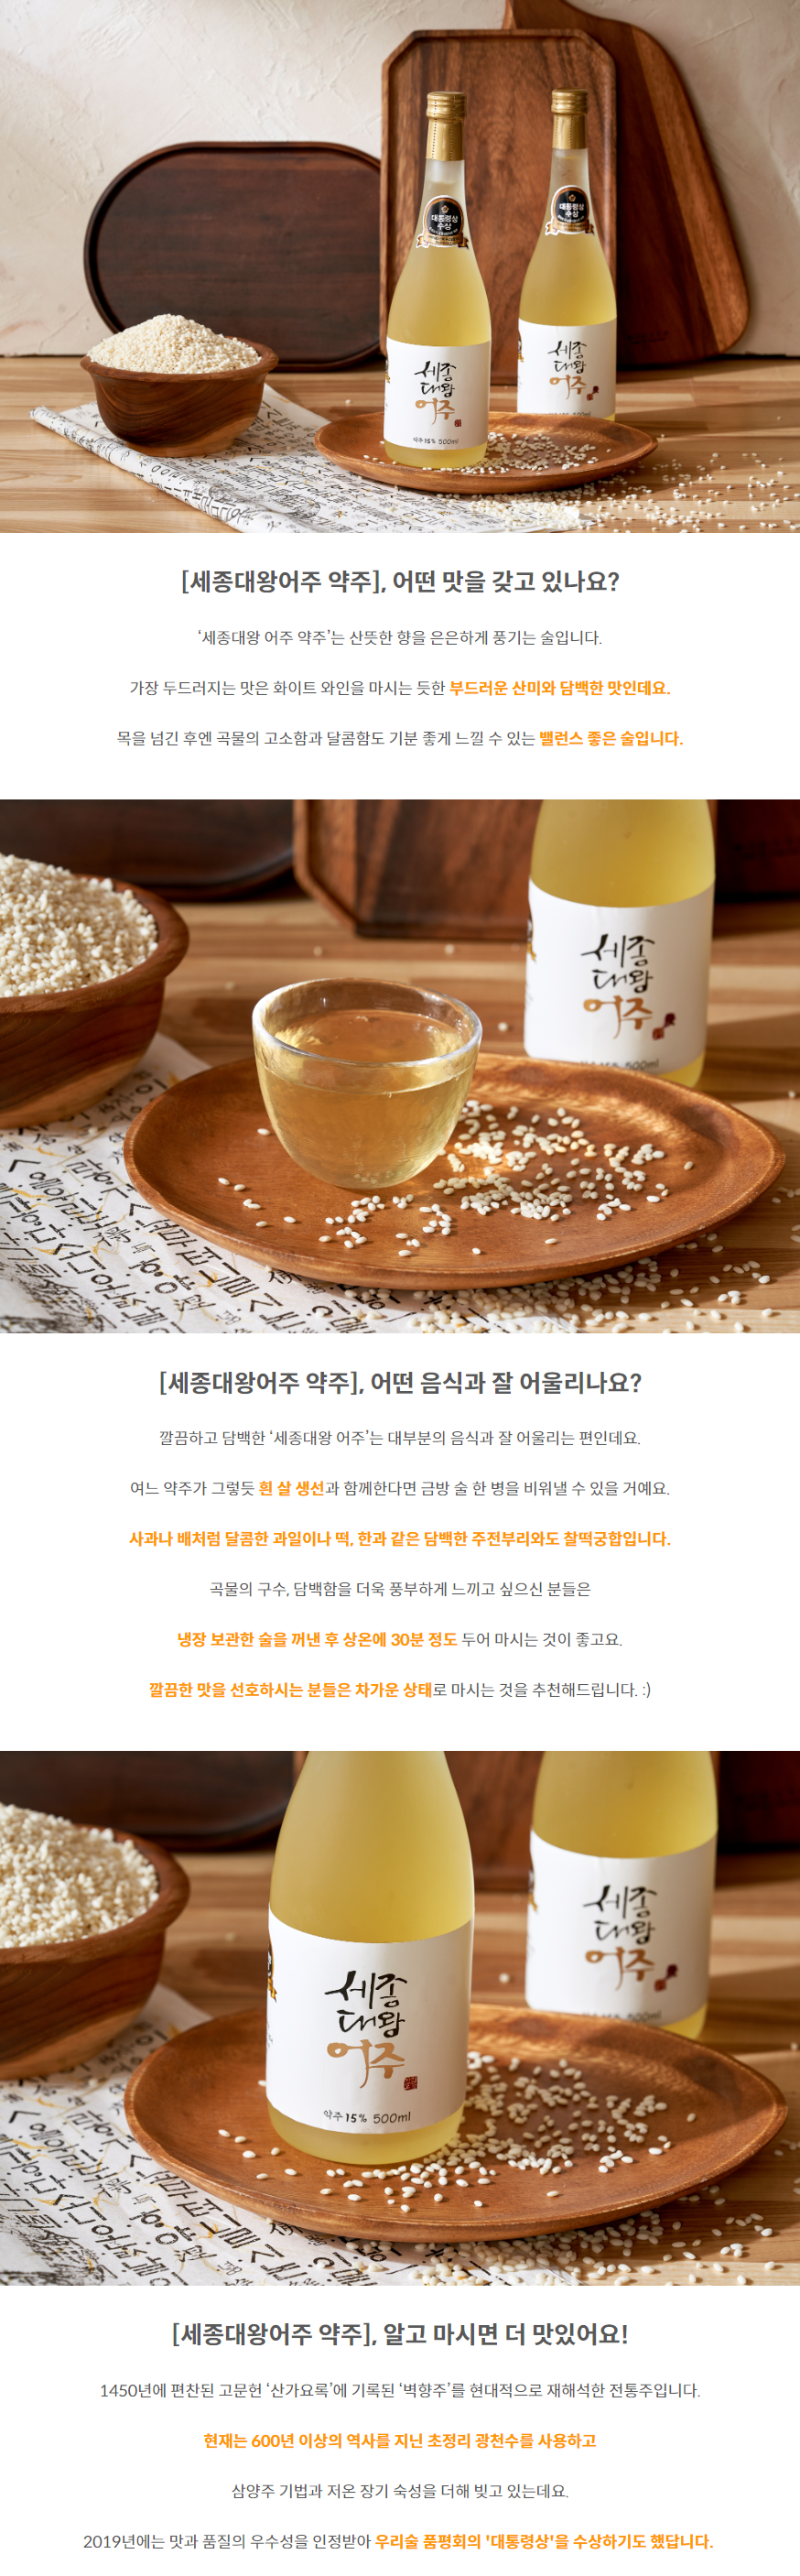 대통령상
수상
대통령상
수상
세종
대왕
어주
약주 15% 500ml
세종
대왕
어주
[세종대왕어주 약주], 어떤 맛을 갖고 있나요?
‘세종대왕 어주 약주’는 산뜻한 향을 은은하게 풍기는 술입니다.
가장 두드러지는 맛은 화이트 와인을 마시는 듯한 부드러운 산미와 담백한 맛인데요.
목을 넘긴 후엔 곡물의 고소함과 달콤함도 기분 좋게 느낄 수 있는 밸런스 좋은 술입니다.
세종
대왕
어주
500ml
[세종대왕어주 약주], 어떤 음식과 잘 어울리나요?
깔끔하고 담백한 ‘세종대왕 어주’는 대부분의 음식과 잘 어울리는 편인데요.
여느 약주가 그렇듯 흰 살 생선과 함께한다면 금방 술 한 병을 비워낼 수 있을 거예요.
사과나 배처럼 달콤한 과일이나 떡, 한과 같은 담백한 주전부리와도 찰떡궁합입니다.
곡물의 구수, 담백함을 더욱 풍부하게 느끼고 싶으신 분들은
냉장 보관한 술을 꺼낸 후 상온에 30분 정도 두어 마시는 것이 좋고요.
깔끔한 맛을 선호하시는 분들은 차가운 상태로 마시는 것을 추천해드립니다. :)
세종
대왕
어주
약주 15% 500ml
세종
대왕
어주
500ml
[세종대왕어주 약주], 알고 마시면 더 맛있어요!
1450년에 편찬된 고문헌 ‘산가요록’에 기록된 ‘벽향주’를 현대적으로 재해석한 전통주입니다.
현재는 600년 이상의 역사를 지닌 초정리 광천수를 사용하고
삼양주 기법과 저온 장기 숙성을 더해 빚고 있는데요.
2019년에는 맛과 품질의 우수성을 인정받아 우리술 품평회의 '대통령상'을 수상하기도 했답니다.